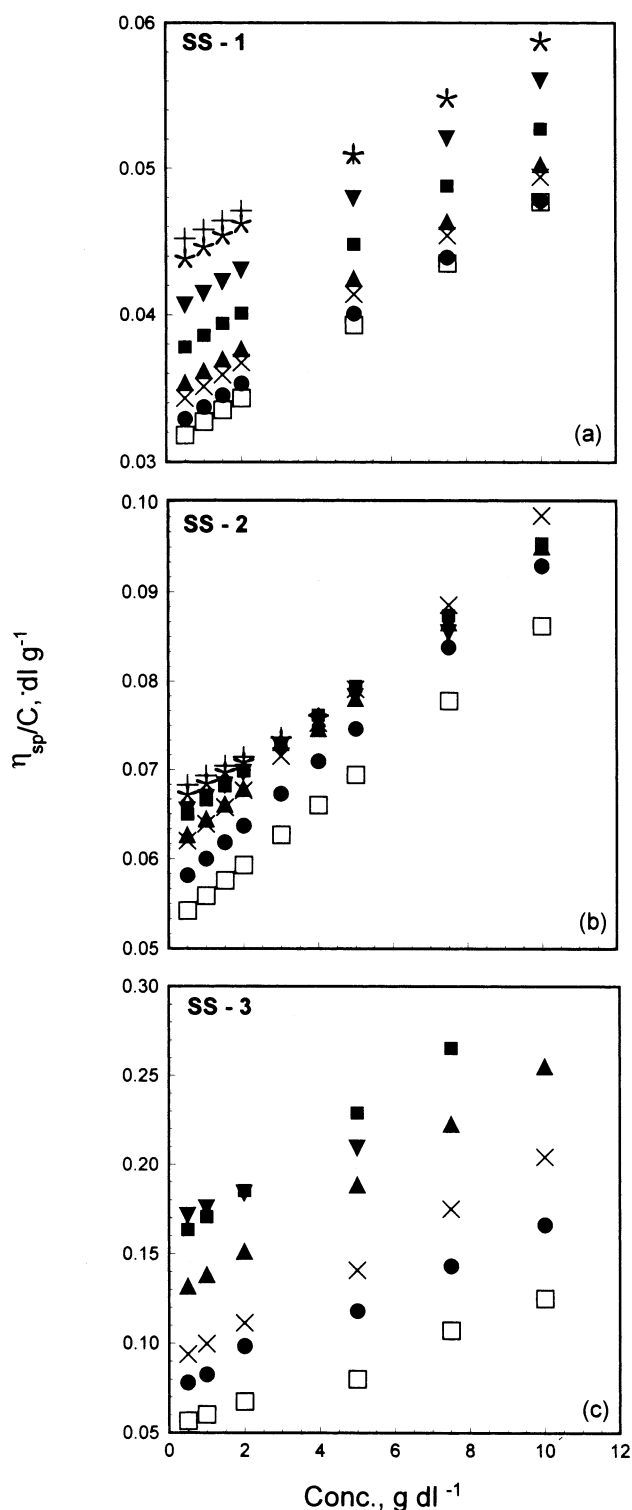 0.06
SS - 1
0.05
0.04
0.03
(a)
0.10
SS - 2
0.09
0.08
0.07
0.06
0.05
(b)
η_sp/C, ·dl g⁻¹
0.30
SS - 3
0.25
0.20
0.15
0.10
0.05
(c)
0 2 4 6 8 10 12
Conc., g dl ⁻¹